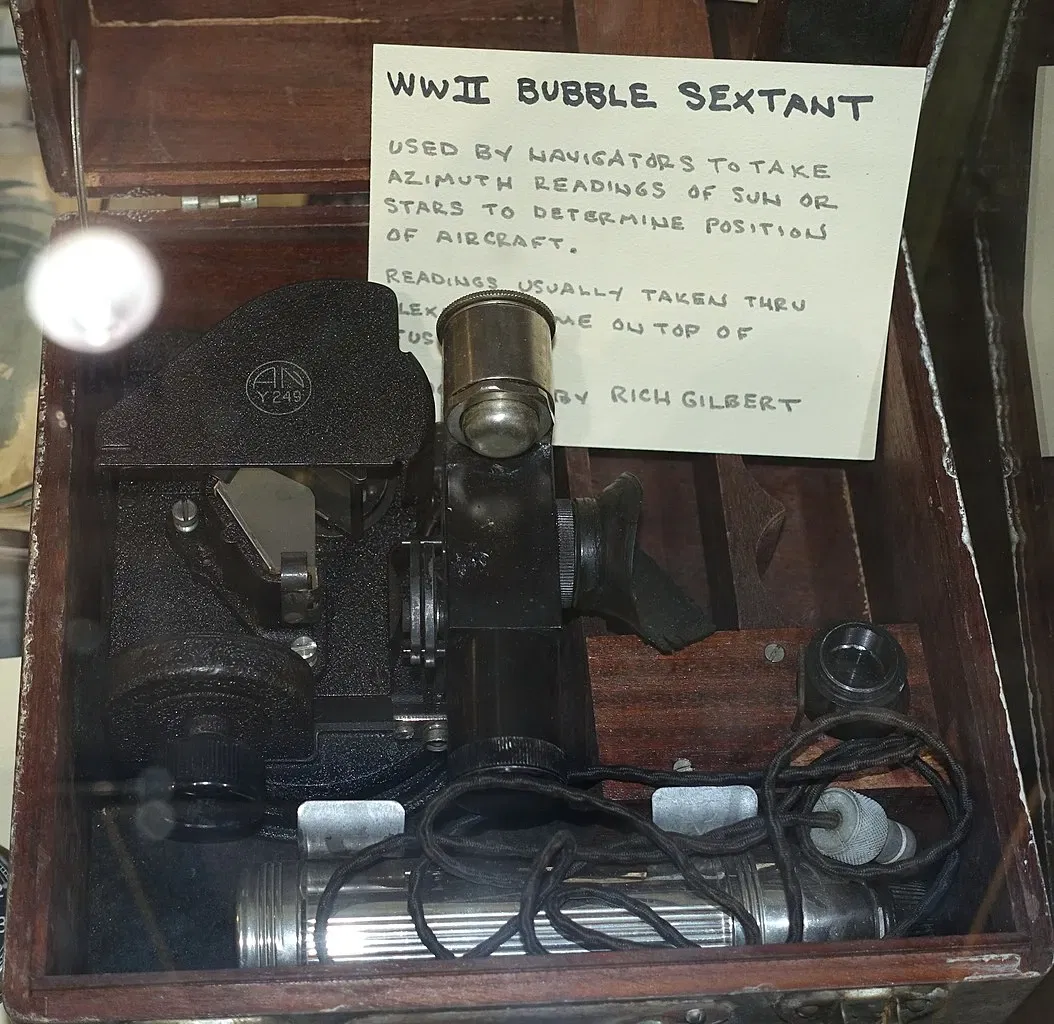 WWII BUBBLE SEXTANT
USED BY NAVIGATORS TO TAKE
AZIMUTH READINGS OF SUN OR
STARS TO DETERMINE POSITION
OF AIRCRAFT.
READINGS USUALLY TAKEN THRU
ON TOP OF
BY RICH GILBERT
AN
Y249